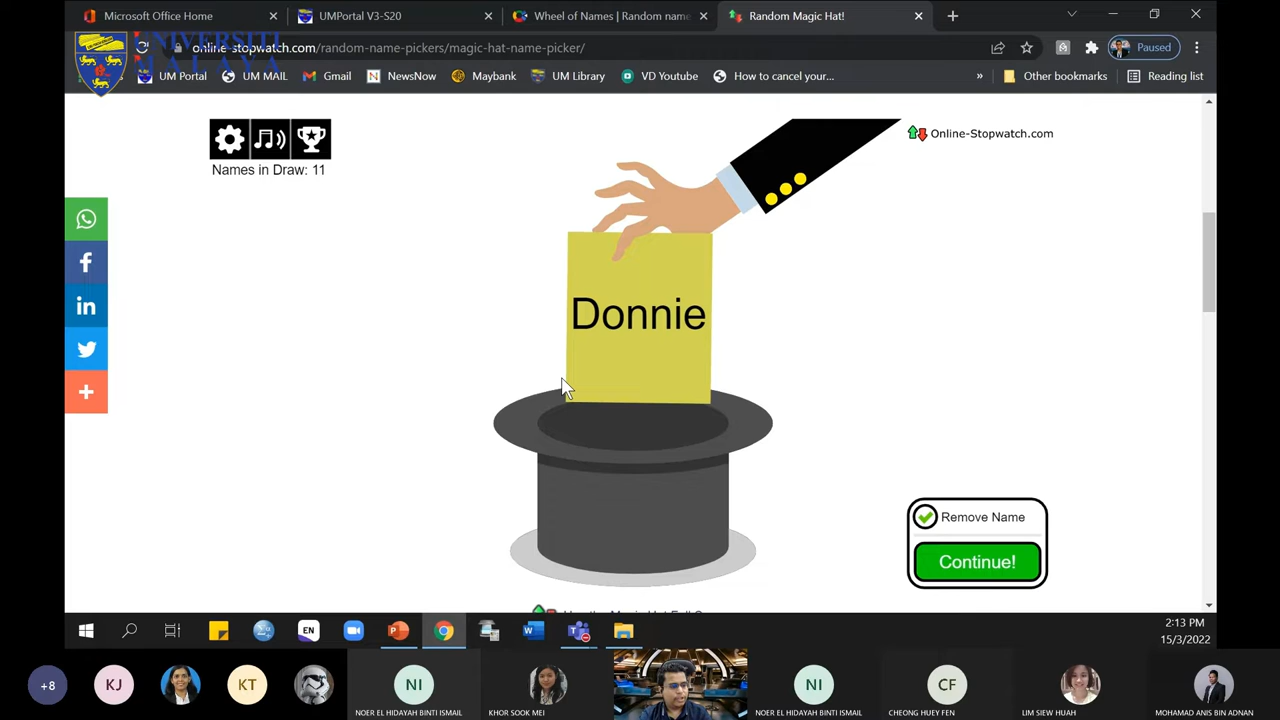 Microsoft Office Home
UMPortal V3-S20
Wheel of Names | Random name
Random Magic Hat!
UNIVERSITI
MALAYA
online-stopwatch.com/random-name-pickers/magic-hat-name-picker/
Paused
UM Portal
UM MAIL
Gmail
N NewsNow
Maybank
UM Library
VD Youtube
How to cancel your...
»
Other bookmarks
Reading list
Names in Draw: 11
Online-Stopwatch.com
Donnie
Remove Name
Continue!
EN
2:13 PM
15/3/2022
+8
KJ
KT
NI
NOER EL HIDAYAH BINTI ISMAIL
KHOR SOOK MEI
NI
NOER EL HIDAYAH BINTI ISMAIL
CF
CHEONG HUEY FEN
LIM SIEW HUAH
MOHAMAD ANIS BIN ADNAN